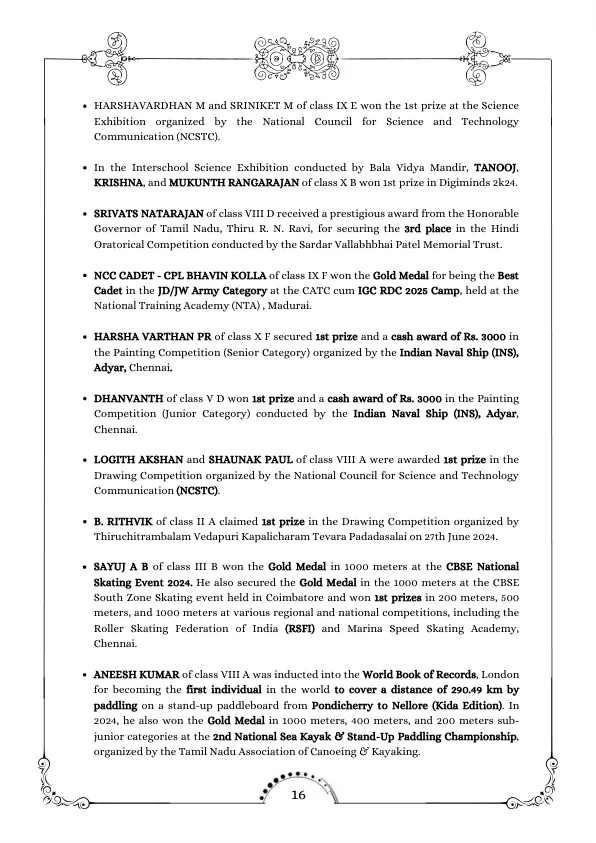 • HARSHAVARDHAN M and SRINIKET M of class IX E won the 1st prize at the Science
Exhibition organized by the National Council for Science and Technology
Communication (NCSTC).
• In the Interschool Science Exhibition conducted by Bala Vidya Mandir, TANOOJ,
KRISHNA, and MUKUNTH RANGARAJAN of class X B won 1st prize in Digiminds 2k24.
• SRIVATS NATARAJAN of class VIII D received a prestigious award from the Honorable
Governor of Tamil Nadu, Thiru R. N. Ravi, for securing the 3rd place in the Hindi
Oratorical Competition conducted by the Sardar Vallabhbhai Patel Memorial Trust.
• NCC CADET - CPL BHAVIN KOLLA of class IX F won the Gold Medal for being the Best
Cadet in the JD/JW Army Category at the CATC cum IGC RDC 2025 Camp, held at the
National Training Academy (NTA) , Madurai.
• HARSHA VARTHAN PR of class X F secured 1st prize and a cash award of Rs. 3000 in
the Painting Competition (Senior Category) organized by the Indian Naval Ship (INS),
Adyar, Chennai.
• DHANVANTH of class V D won 1st prize and a cash award of Rs. 3000 in the Painting
Competition (Junior Category) conducted by the Indian Naval Ship (INS), Adyar,
Chennai.
• LOGITH AKSHAN and SHAUNAK PAUL of class VIII A were awarded 1st prize in the
Drawing Competition organized by the National Council for Science and Technology
Communication (NCSTC).
• B. RITHVIK of class II A claimed 1st prize in the Drawing Competition organized by
Thiruchitrambalam Vedapuri Kapalicharam Tevara Padadasalai on 27th June 2024.
• SAYUJ A B of class III B won the Gold Medal in 1000 meters at the CBSE National
Skating Event 2024. He also secured the Gold Medal in the 1000 meters at the CBSE
South Zone Skating event held in Coimbatore and won 1st prizes in 200 meters, 500
meters, and 1000 meters at various regional and national competitions, including the
Roller Skating Federation of India (RSFI) and Marina Speed Skating Academy,
Chennai.
• ANEESH KUMAR of class VIII A was inducted into the World Book of Records, London
for becoming the first individual in the world to cover a distance of 290.49 km by
paddling on a stand-up paddleboard from Pondicherry to Nellore (Kida Edition). In
2024, he also won the Gold Medal in 1000 meters, 400 meters, and 200 meters sub-
junior categories at the 2nd National Sea Kayak & Stand-Up Paddling Championship,
organized by the Tamil Nadu Association of Canoeing & Kayaking.
16